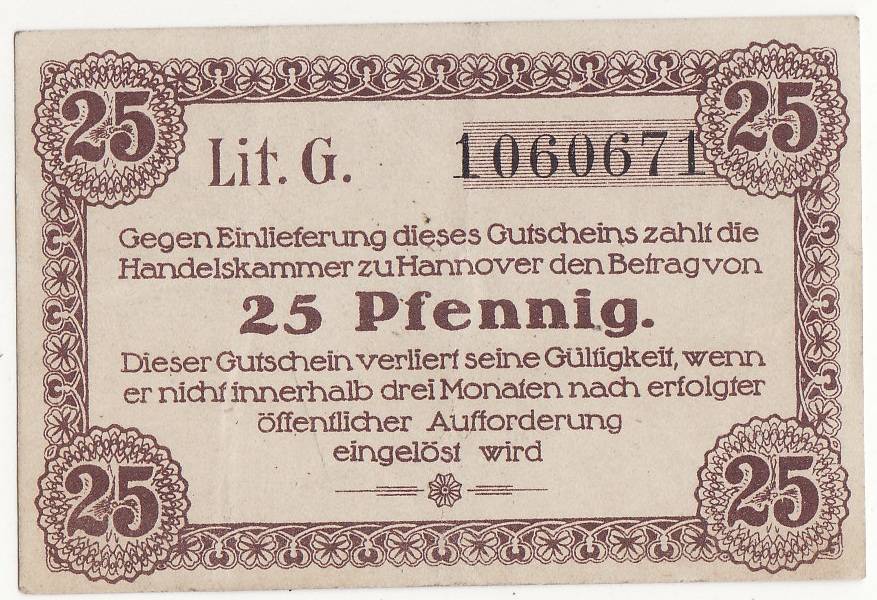 25 25
Lit. G. 1060671
Gegen Einlieferung dieses Gutscheins zahlt die
Handelskammer zu Hannover den Betrag von
25 Pfennig.
Dieser Gutschein verliert seine Gültigkeit, wenn
er nicht innerhalb drei Monaten nach erfolgter
öffentlicher Aufforderung
eingelöst wird
25 25